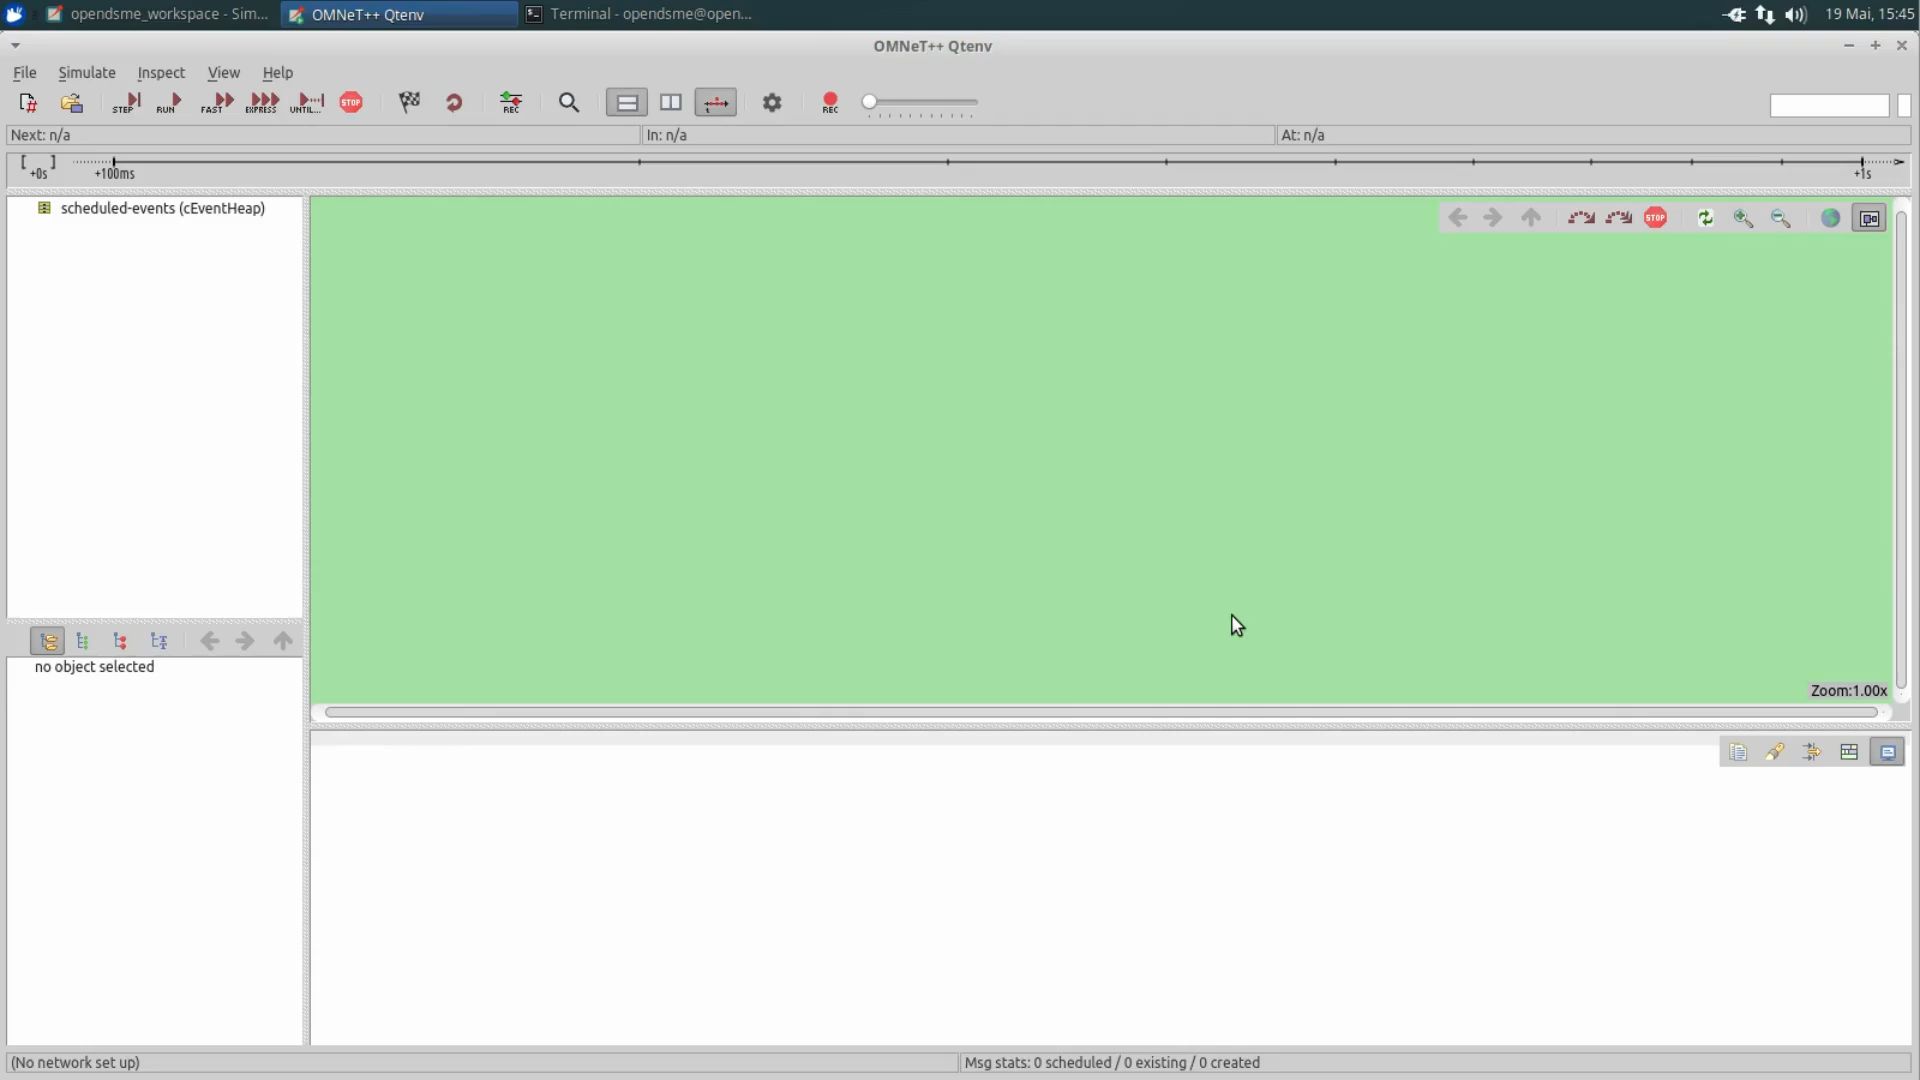 opendsme_workspace - Sim...
OMNeT++ Qtenv
Terminal - opendsme@open...
19 Mai, 15:45
OMNeT++ Qtenv
File Simulate Inspect View Help
STEP RUN FAST EXPRESS UNTIL... STOP REC REC
Next: n/a
In: n/a
At: n/a
+0s +100ms +1s
scheduled-events (cEventHeap)
STOP
no object selected
Zoom:1.00x
(No network set up)
Msg stats: 0 scheduled / 0 existing / 0 created